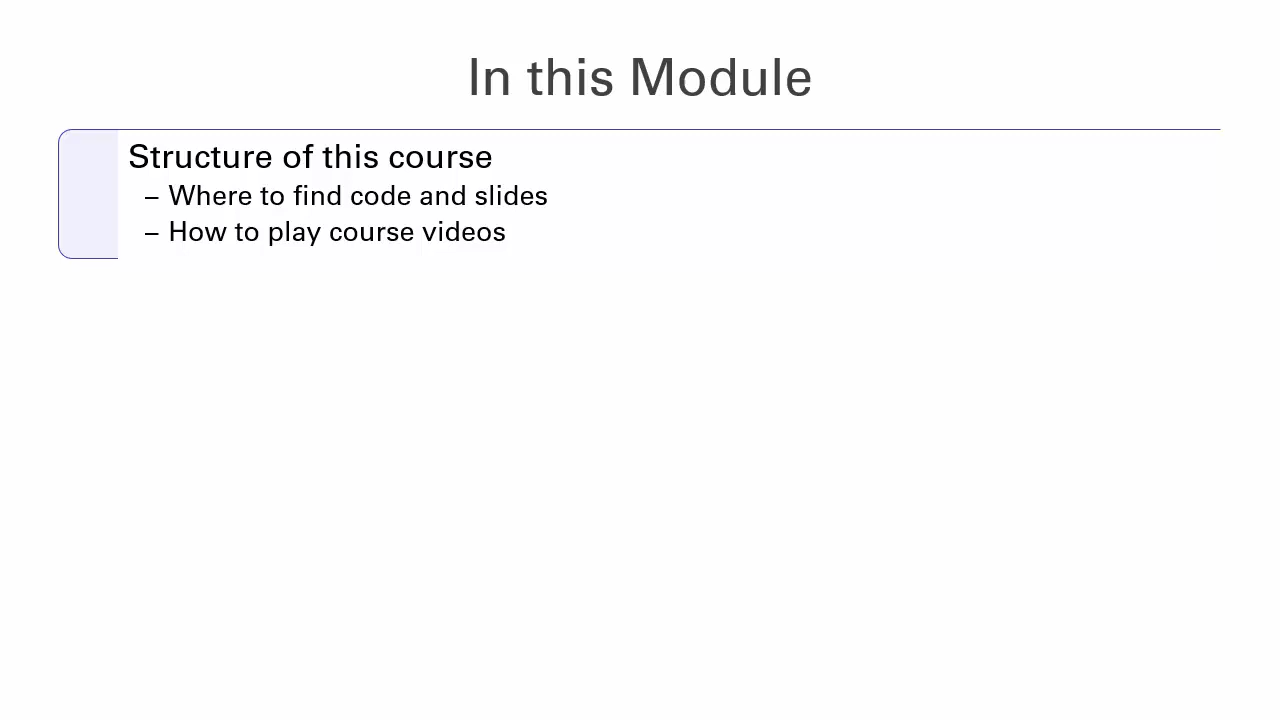 In this Module
Structure of this course
– Where to find code and slides
– How to play course videos